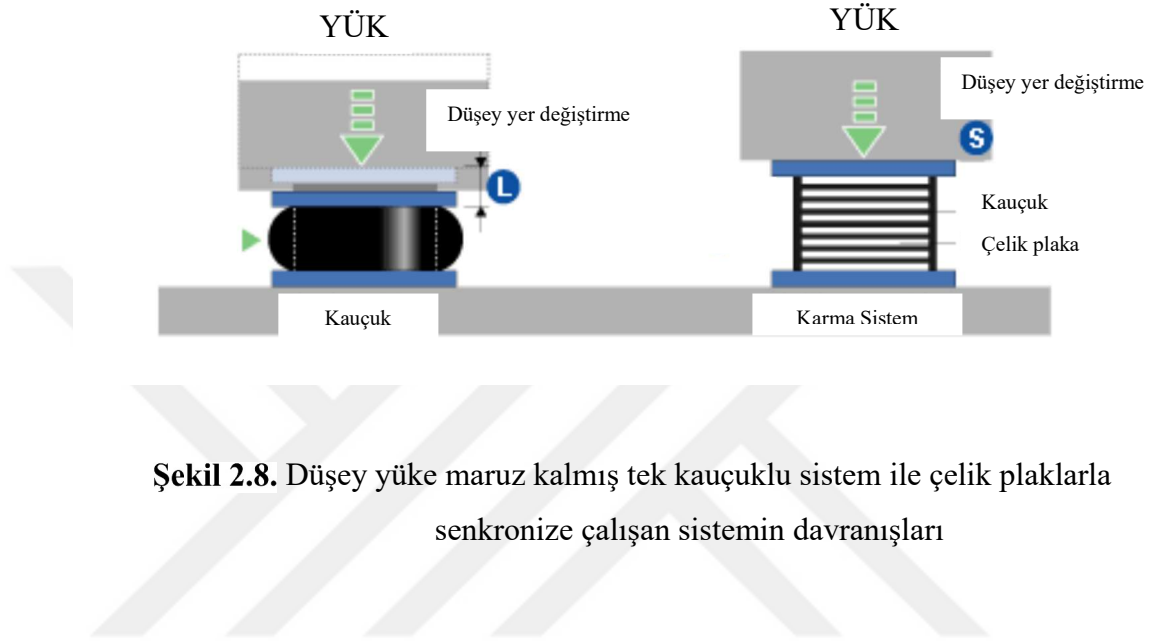 YÜK
YÜK
Düşey yer değiştirme
Düşey yer değiştirme
L
S
Kauçuk
Çelik plaka
Kauçuk
Karma Sistem
Şekil 2.8. Düşey yüke maruz kalmış tek kauçuklu sistem ile çelik plaklarla
senkronize çalışan sistemin davranışları